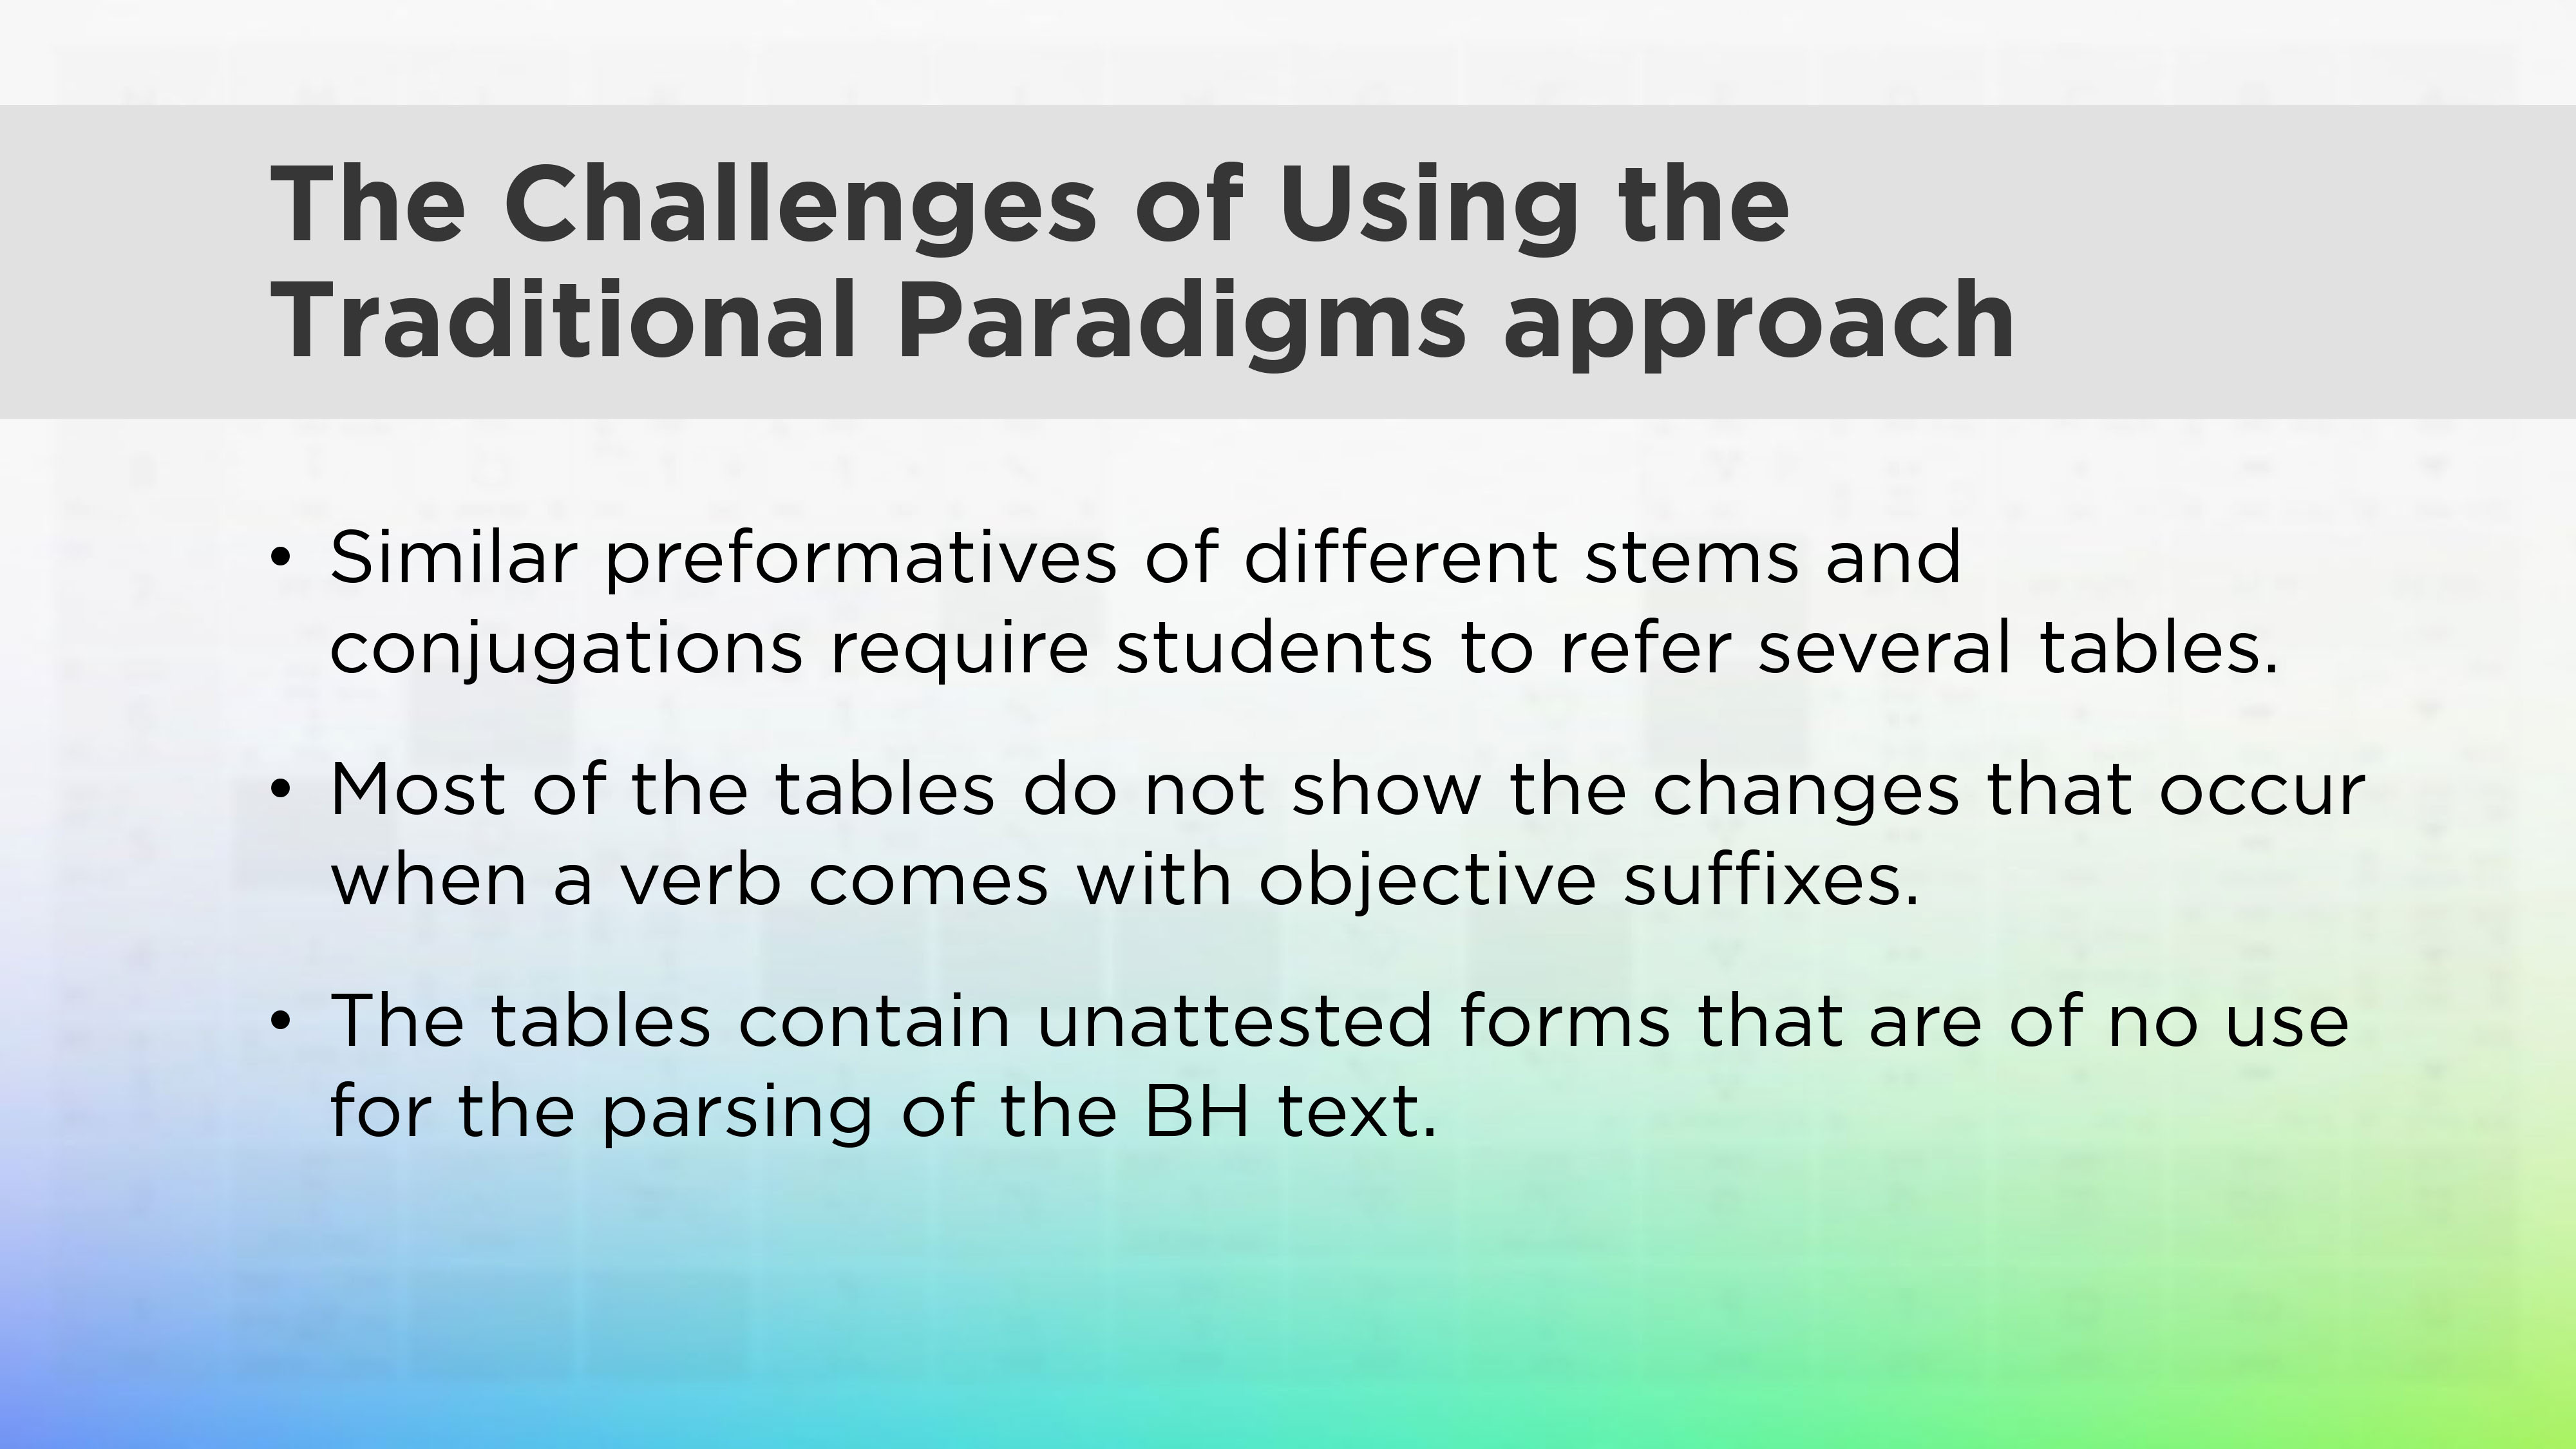 The Challenges of Using the
Traditional Paradigms approach
• Similar preformatives of different stems and
conjugations require students to refer several tables.
• Most of the tables do not show the changes that occur
when a verb comes with objective suffixes.
• The tables contain unattested forms that are of no use
for the parsing of the BH text.